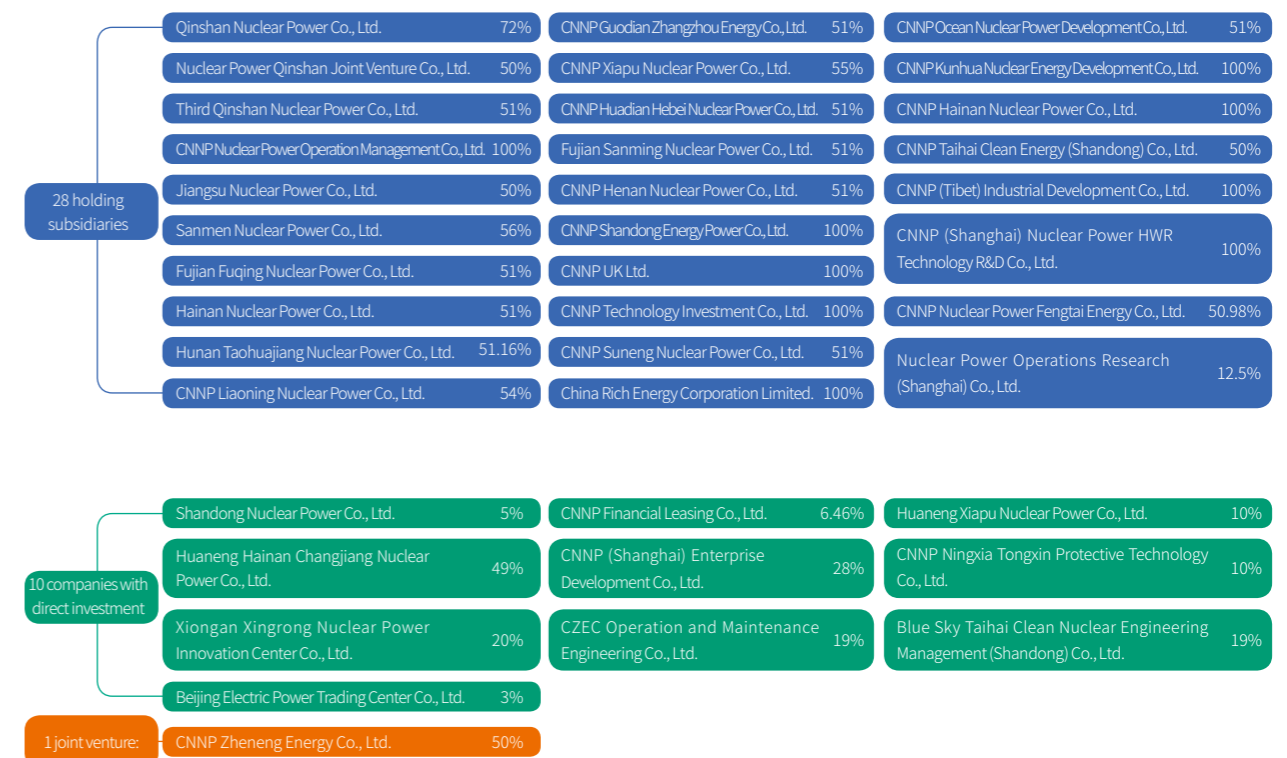 28 holding
subsidiaries
Qinshan Nuclear Power Co., Ltd. 72%
Nuclear Power Qinshan Joint Venture Co., Ltd. 50%
Third Qinshan Nuclear Power Co., Ltd. 51%
CNNP Nuclear Power Operation Management Co., Ltd. 100%
Jiangsu Nuclear Power Co., Ltd. 50%
Sanmen Nuclear Power Co., Ltd. 56%
Fujian Fuqing Nuclear Power Co., Ltd. 51%
Hainan Nuclear Power Co., Ltd. 51%
Hunan Taohuajiang Nuclear Power Co., Ltd. 51.16%
CNNP Liaoning Nuclear Power Co., Ltd. 54%
CNNP Guodian Zhangzhou Energy Co., Ltd. 51%
CNNP Xiapu Nuclear Power Co., Ltd. 55%
CNNP Huadian Hebei Nuclear Power Co., Ltd. 51%
Fujian Sanming Nuclear Power Co., Ltd. 51%
CNNP Henan Nuclear Power Co., Ltd. 51%
CNNP Shandong Energy Power Co., Ltd. 100%
CNNP UK Ltd. 100%
CNNP Technology Investment Co., Ltd. 100%
CNNP Suneng Nuclear Power Co., Ltd. 51%
China Rich Energy Corporation Limited. 100%
CNNP Ocean Nuclear Power Development Co., Ltd. 51%
CNNP Kunhua Nuclear Energy Development Co., Ltd. 100%
CNNP Hainan Nuclear Power Co., Ltd. 100%
CNNP Taihai Clean Energy (Shandong) Co., Ltd. 50%
CNNP (Tibet) Industrial Development Co., Ltd. 100%
CNNP (Shanghai) Nuclear Power HWR
Technology R&D Co., Ltd. 100%
CNNP Nuclear Power Fengtai Energy Co., Ltd. 50.98%
Nuclear Power Operations Research
(Shanghai) Co., Ltd. 12.5%
10 companies with
direct investment
Shandong Nuclear Power Co., Ltd. 5%
Huaneng Hainan Changjiang Nuclear
Power Co., Ltd. 49%
Xiongan Xingrong Nuclear Power
Innovation Center Co., Ltd. 20%
Beijing Electric Power Trading Center Co., Ltd. 3%
CNNP Financial Leasing Co., Ltd. 6.46%
CNNP (Shanghai) Enterprise
Development Co., Ltd. 28%
CZEC Operation and Maintenance
Engineering Co., Ltd. 19%
Huaneng Xiapu Nuclear Power Co., Ltd. 10%
CNNP Ningxia Tongxin Protective Technology
Co., Ltd. 10%
Blue Sky Taihai Clean Nuclear Engineering
Management (Shandong) Co., Ltd. 19%
1 joint venture:
CNNP Zheneng Energy Co., Ltd. 50%